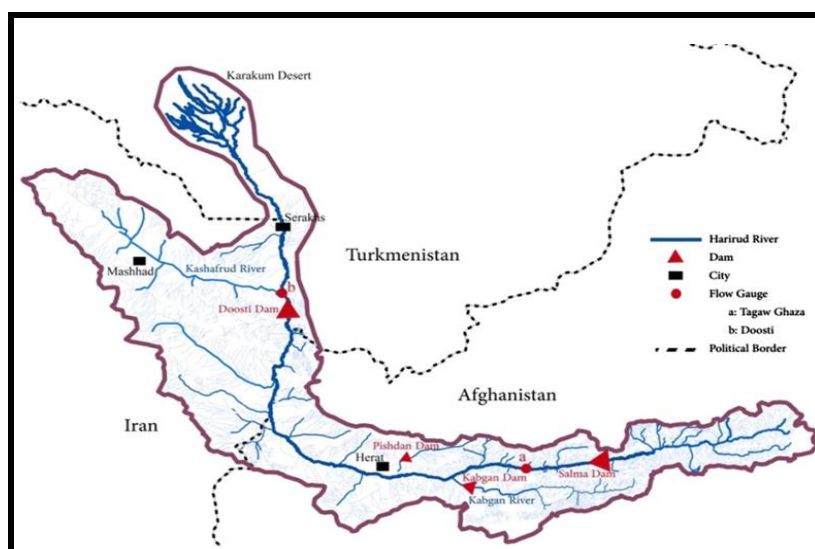 Karakum Desert
Serakhs
Turkmenistan
Mashhad
Kashafrud River
b
Doosti Dam
Harirud River
Dam
City
Flow Gauge
a: Tagaw Ghaza
b: Doosti
Political Border
Afghanistan
Iran
Pishdan Dam
Herat
a
Kabgan Dam
Salma Dam
Kabgan River